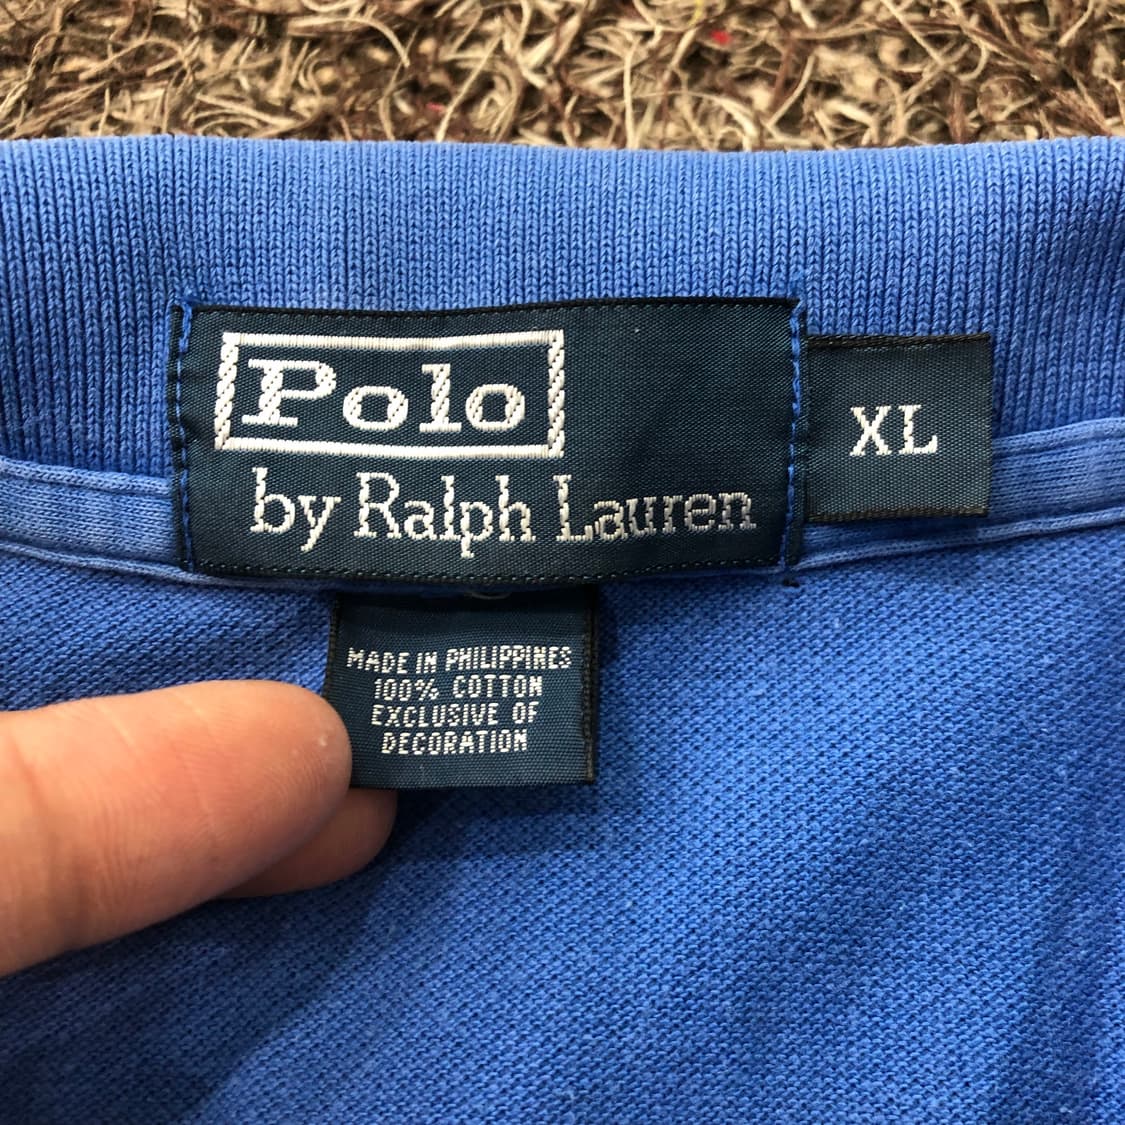 Polo
by Ralph Lauren
XL
MADE IN PHILIPPINES
100% COTTON
EXCLUSIVE OF
DECORATION